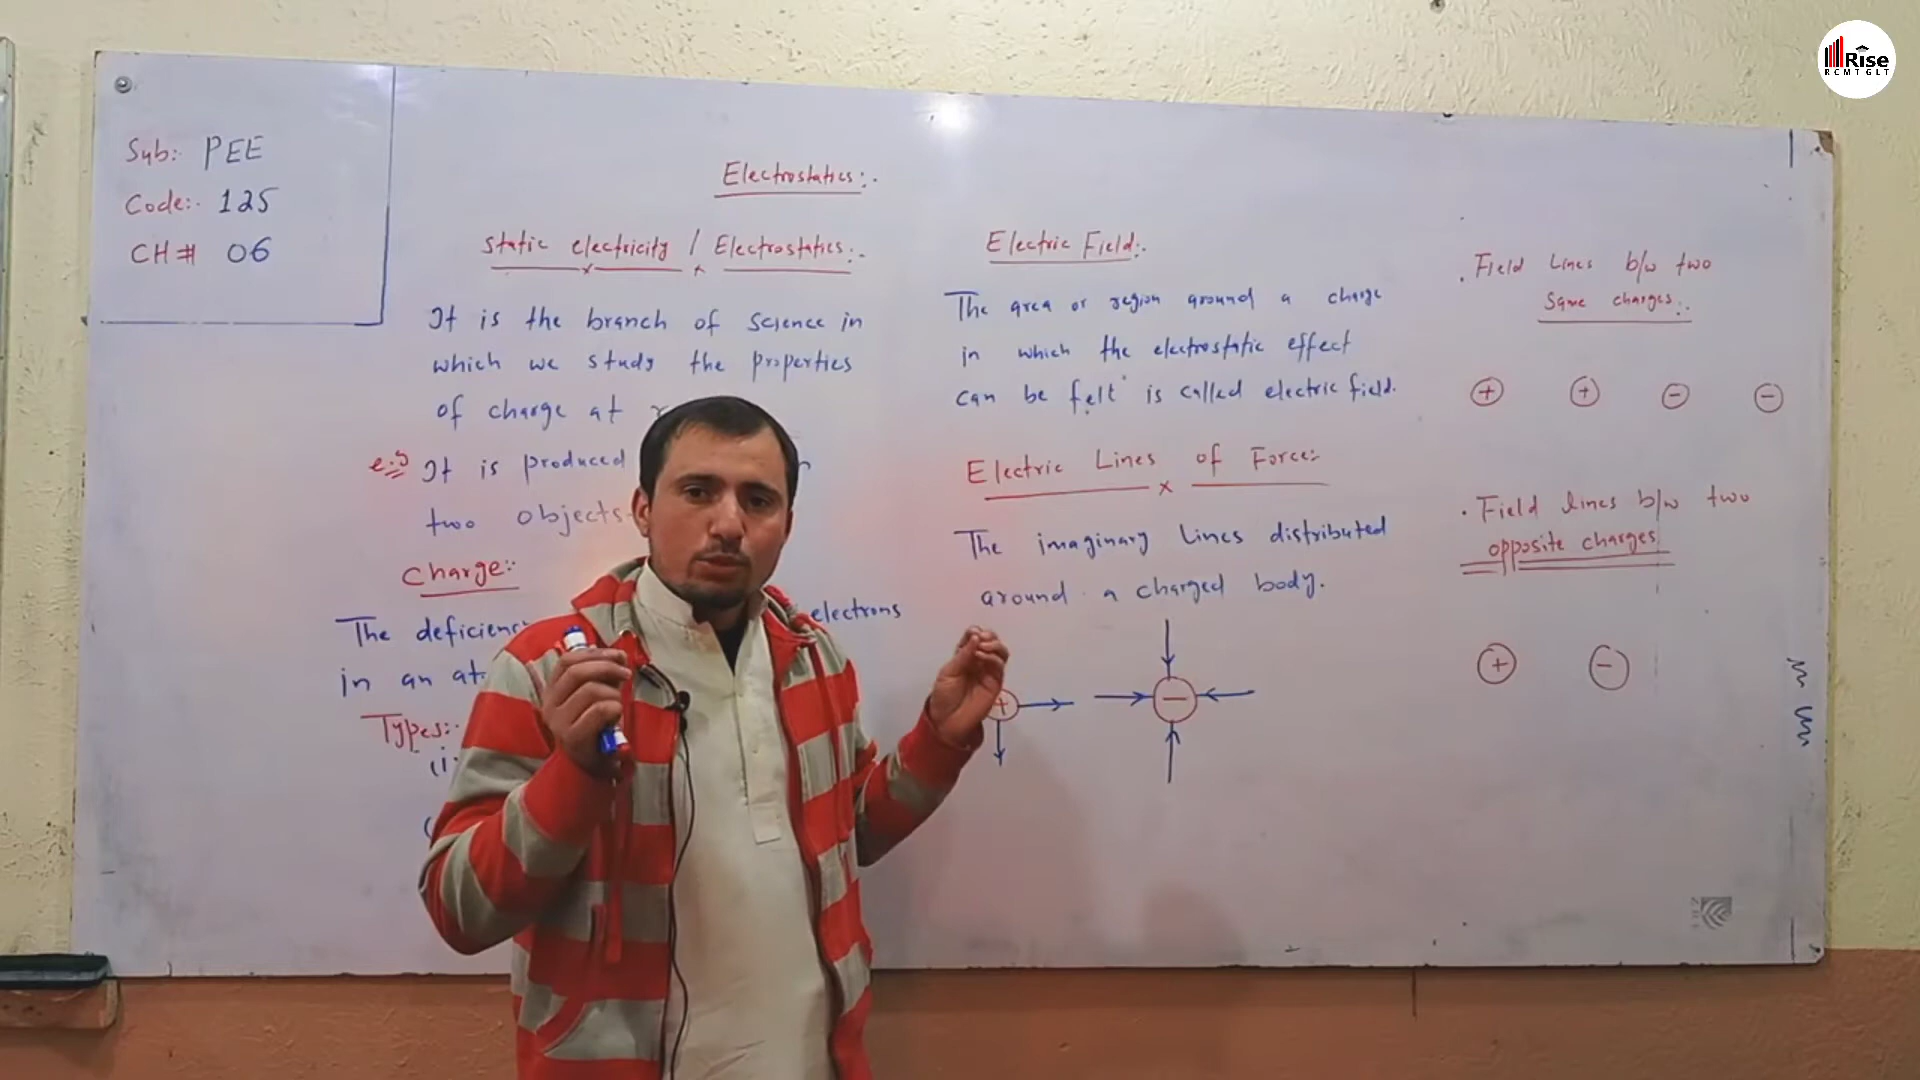 Rise
RCMTGLT
Sub: PEE
Code:- 125
CH# 06
Electrostatics:-
Static electricity / Electrostatics:-
It is the branch of Science in
which we study the properties
of charge at
e.g It is produced
two objects
Charge:-
The deficienc electrons
in an at
Types:-
(i
Electric Field:-
The area or region around a charge
in which the electrostatic effect
can be felt is called electric field.
Electric Lines of Force:-
The imaginary Lines distributed
around a charged body.
+
−
. Field Lines b/w two
Same charges:-
+ + − −
. Field lines b/w two
opposite charges
+ −